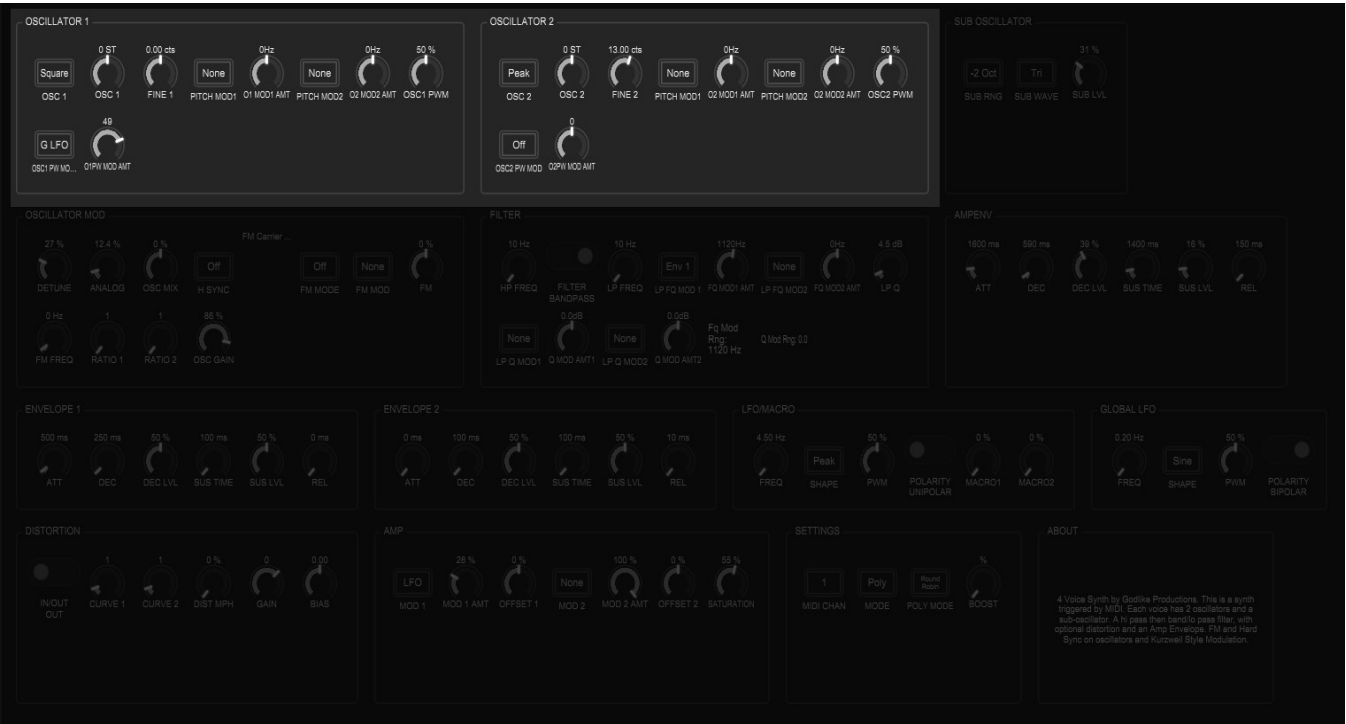 OSCILLATOR 1
0 ST 0.00 cts 0Hz 0Hz 50 %
Square None None
OSC 1 OSC 1 FINE 1 PITCH MOD1 O1 MOD1 AMT PITCH MOD2 O2 MOD2 AMT OSC1 PWM
49
G LFO
OSC1 PW MO... O1PW MOD AMT
OSCILLATOR 2
0 ST 13.00 cts 0Hz 0Hz 50 %
Peak None None
OSC 2 OSC 2 FINE 2 PITCH MOD1 O2 MOD1 AMT PITCH MOD2 O2 MOD2 AMT OSC2 PWM
0
Off
OSC2 PW MOD O2PW MOD AMT
SUB OSCILLATOR
31 %
-2 Oct Tri
SUB RNG SUB WAVE SUB LVL
OSCILLATOR MOD
FM Carrier ...
27 % 12.4 % 0 % 0 %
Off Off None
DETUNE ANALOG OSC MIX H SYNC FM MODE FM MOD FM
0 Hz 1 1 86 %
FM FREQ RATIO 1 RATIO 2 OSC GAIN
FILTER
10 Hz 10 Hz 1120Hz 0Hz 4.5 dB
Env 1 None
HP FREQ FILTER LP FREQ LP FQ MOD 1 FQ MOD1 AMT LP FQ MOD2 FQ MOD2 AMT LP Q
BANDPASS
0.0dB 0.0dB
None None
LP Q MOD1 Q MOD AMT1 LP Q MOD2 Q MOD AMT2
Fq Mod
Rng:
1120 Hz
Q Mod Rng: 0.0
AMPENV
1600 ms 590 ms 39 % 1400 ms 16 % 150 ms
ATT DEC DEC LVL SUS TIME SUS LVL REL
ENVELOPE 1
500 ms 250 ms 50 % 100 ms 50 % 0 ms
ATT DEC DEC LVL SUS TIME SUS LVL REL
ENVELOPE 2
0 ms 100 ms 50 % 100 ms 50 % 10 ms
ATT DEC DEC LVL SUS TIME SUS LVL REL
LFO/MACRO
4.50 Hz 50 % 0 % 0 %
Peak
FREQ SHAPE PWM POLARITY MACRO1 MACRO2
UNIPOLAR
GLOBAL LFO
0.20 Hz 50 %
Sine
FREQ SHAPE PWM POLARITY
BIPOLAR
DISTORTION
1 1 0 % 0 0.00
IN/OUT CURVE 1 CURVE 2 DIST MPH GAIN BIAS
OUT
AMP
26 % 0 % 100 % 0 % 55 %
LFO None
MOD 1 MOD 1 AMT OFFSET 1 MOD 2 MOD 2 AMT OFFSET 2 SATURATION
SETTINGS
%
1 Poly Round
Robin
MIDI CHAN MODE POLY MODE BOOST
ABOUT
4 Voice Synth by Godlike Productions. This is a synth
triggered by MIDI. Each voice has 2 oscillators and a
sub-oscillator. A hi pass than band/lo pass filter, with
optional distortion and an Amp Envelope. FM and Hard
Sync on oscillators and Kurzweil Style Modulation.